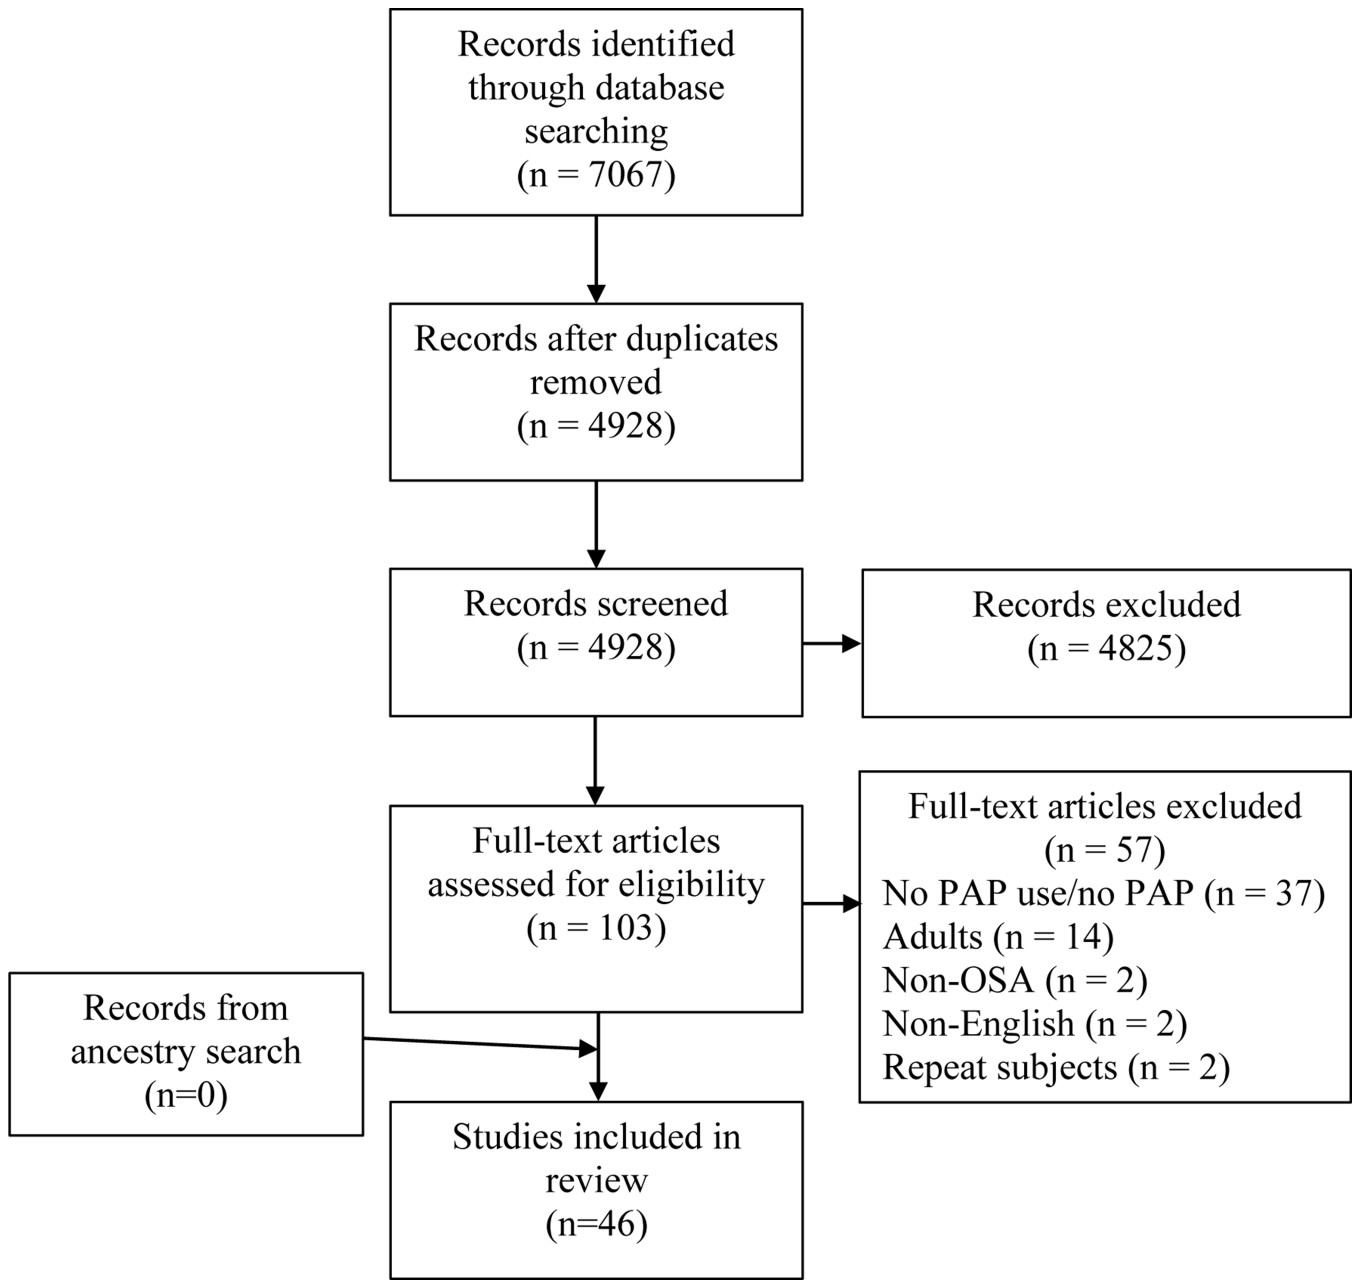 Records identified
through database
searching
(n = 7067)
Records after duplicates
removed
(n = 4928)
Records screened
(n = 4928)
Records excluded
(n = 4825)
Full-text articles
assessed for eligibility
(n = 103)
Full-text articles excluded
(n = 57)
No PAP use/no PAP (n = 37)
Adults (n = 14)
Non-OSA (n = 2)
Non-English (n = 2)
Repeat subjects (n = 2)
Records from
ancestry search
(n=0)
Studies included in
review
(n=46)